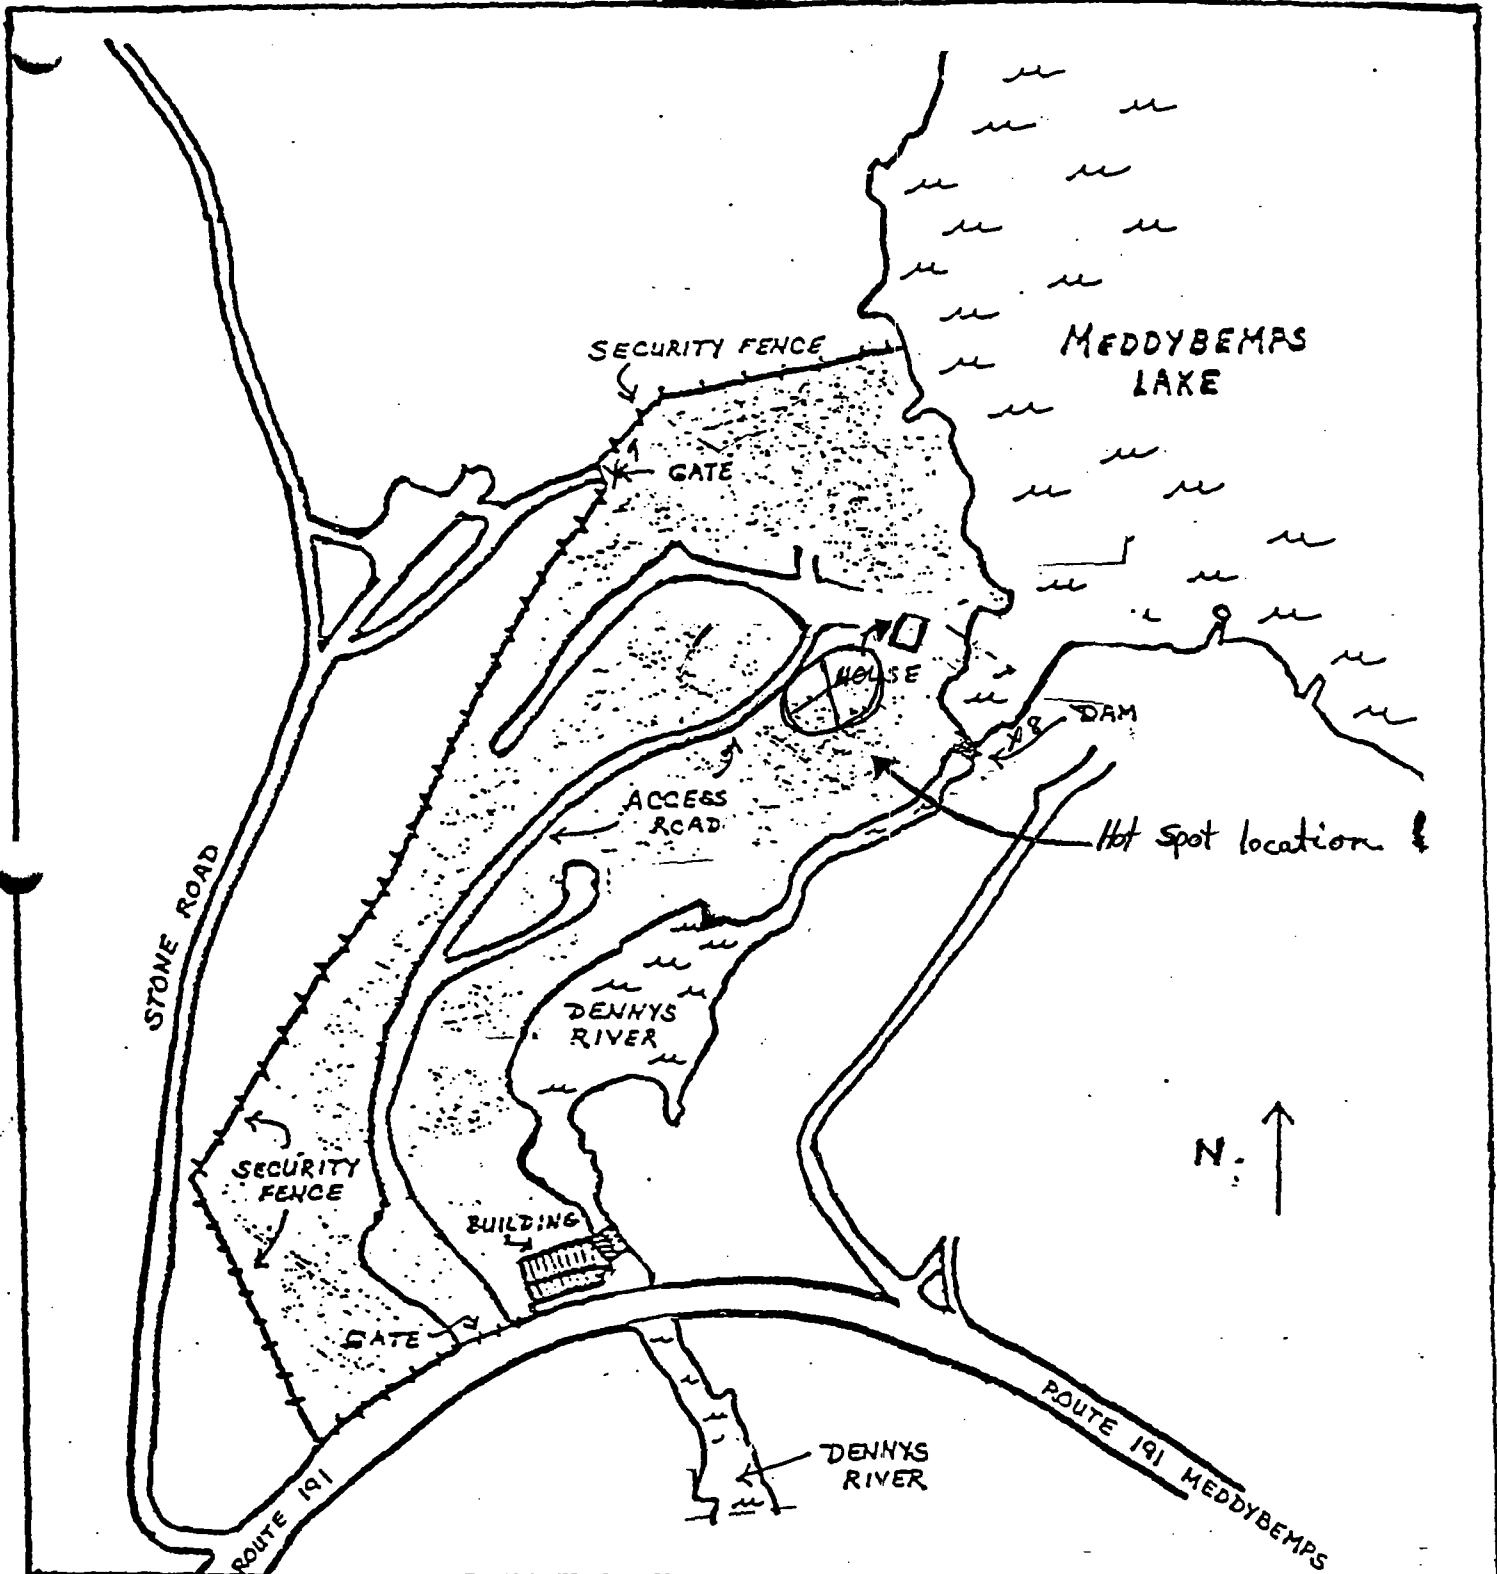 SECURITY FENCE
MEDDYBEMPS
LAKE
GATE
HOUSE
DAM
ACCESS
ROAD
Hot Spot location
STONE ROAD
DENNYS
RIVER
N.
SECURITY
FENCE
BUILDING
GATE
ROUTE 191 MEDDYBEMPS
DENNYS
RIVER
ROUTE 191